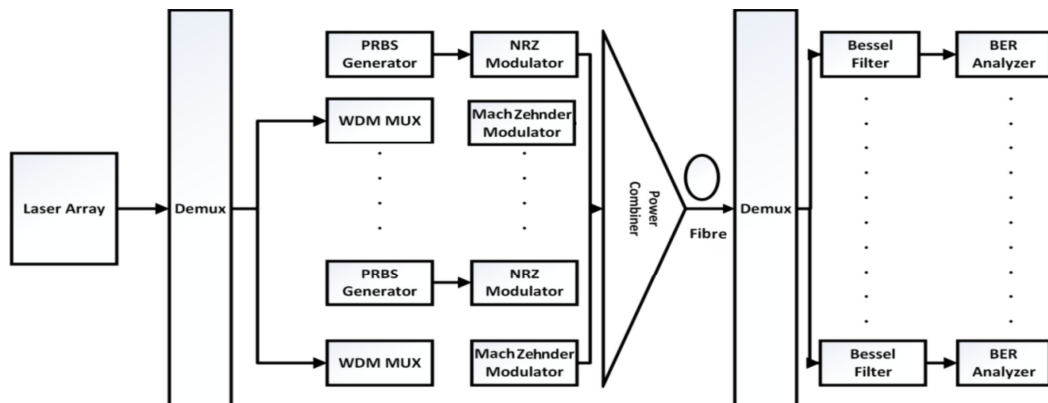 Laser Array
Demux
PRBS
Generator
NRZ
Modulator
WDM MUX
Mach Zehnder
Modulator
PRBS
Generator
NRZ
Modulator
WDM MUX
Mach Zehnder
Modulator
Power
Combiner
Fibre
Demux
Bessel
Filter
BER
Analyzer
Bessel
Filter
BER
Analyzer